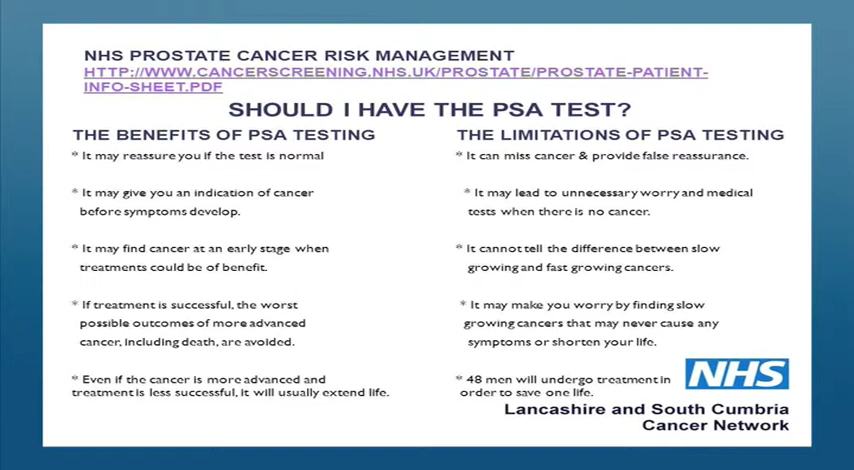 NHS PROSTATE CANCER RISK MANAGEMENT
HTTP://WWW.CANCERSCREENING.NHS.UK/PROSTATE/PROSTATE-PATIENT-
INFO-SHEET.PDF
SHOULD I HAVE THE PSA TEST?
THE BENEFITS OF PSA TESTING
* It may reassure you if the test is normal
* It may give you an indication of cancer
before symptoms develop.
* It may find cancer at an early stage when
treatments could be of benefit.
* If treatment is successful, the worst
possible outcomes of more advanced
cancer, including death, are avoided.
* Even if the cancer is more advanced and
treatment is less successful, it will usually extend life.
THE LIMITATIONS OF PSA TESTING
* It can miss cancer & provide false reassurance.
* It may lead to unnecessary worry and medical
tests when there is no cancer.
* It cannot tell the difference between slow
growing and fast growing cancers.
* It may make you worry by finding slow
growing cancers that may never cause any
symptoms or shorten your life.
* 48 men will undergo treatment in
order to save one life.
NHS
Lancashire and South Cumbria
Cancer Network